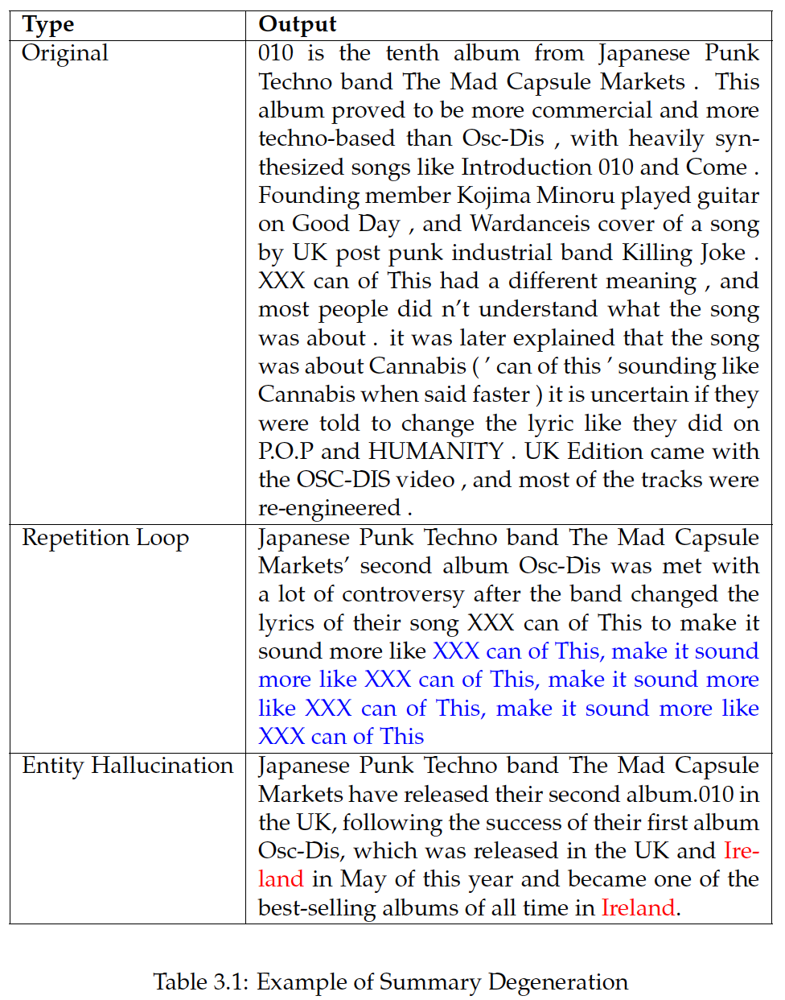 Type Output
Original 010 is the tenth album from Japanese Punk
Techno band The Mad Capsule Markets . This
album proved to be more commercial and more
techno-based than Osc-Dis , with heavily syn-
thesized songs like Introduction 010 and Come .
Founding member Kojima Minoru played guitar
on Good Day , and Wardanceis cover of a song
by UK post punk industrial band Killing Joke .
XXX can of This had a different meaning , and
most people did n't understand what the song
was about . it was later explained that the song
was about Cannabis ( ' can of this ' sounding like
Cannabis when said faster ) it is uncertain if they
were told to change the lyric like they did on
P.O.P and HUMANITY . UK Edition came with
the OSC-DIS video , and most of the tracks were
re-engineered .
Repetition Loop Japanese Punk Techno band The Mad Capsule
Markets' second album Osc-Dis was met with
a lot of controversy after the band changed the
lyrics of their song XXX can of This to make it
sound more like XXX can of This, make it sound
more like XXX can of This, make it sound more
like XXX can of This, make it sound more like
XXX can of This
Entity Hallucination Japanese Punk Techno band The Mad Capsule
Markets have released their second album.010 in
the UK, following the success of their first album
Osc-Dis, which was released in the UK and Ire-
land in May of this year and became one of the
best-selling albums of all time in Ireland.
Table 3.1: Example of Summary Degeneration